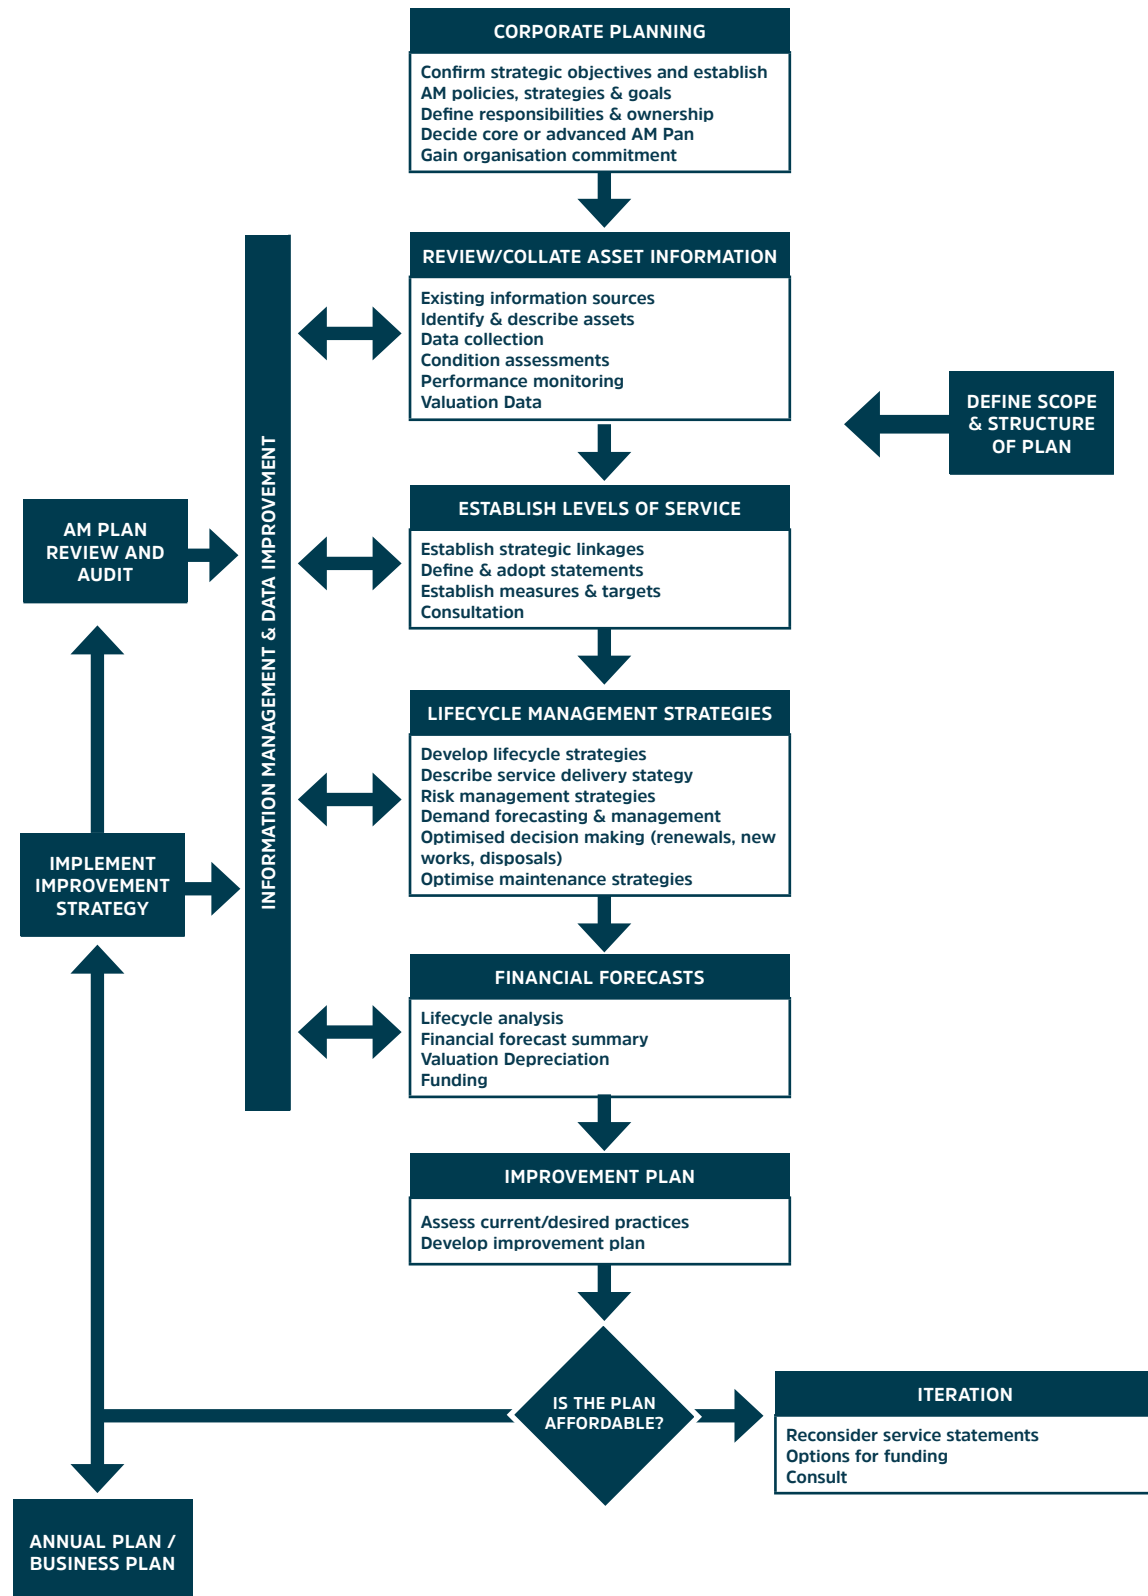 CORPORATE PLANNING
Confirm strategic objectives and establish
AM policies, strategies & goals
Define responsibilities & ownership
Decide core or advanced AM Pan
Gain organisation commitment
REVIEW/COLLATE ASSET INFORMATION
Existing information sources
Identify & describe assets
Data collection
Condition assessments
Performance monitoring
Valuation Data
DEFINE SCOPE
& STRUCTURE
OF PLAN
INFORMATION MANAGEMENT & DATA IMPROVEMENT
AM PLAN
REVIEW AND
AUDIT
ESTABLISH LEVELS OF SERVICE
Establish strategic linkages
Define & adopt statements
Establish measures & targets
Consultation
LIFECYCLE MANAGEMENT STRATEGIES
Develop lifecycle strategies
Describe service delivery stategy
Risk management strategies
Demand forecasting & management
Optimised decision making (renewals, new
works, disposals)
Optimise maintenance strategies
IMPLEMENT
IMPROVEMENT
STRATEGY
FINANCIAL FORECASTS
Lifecycle analysis
Financial forecast summary
Valuation Depreciation
Funding
IMPROVEMENT PLAN
Assess current/desired practices
Develop improvement plan
IS THE PLAN
AFFORDABLE?
ITERATION
Reconsider service statements
Options for funding
Consult
ANNUAL PLAN /
BUSINESS PLAN